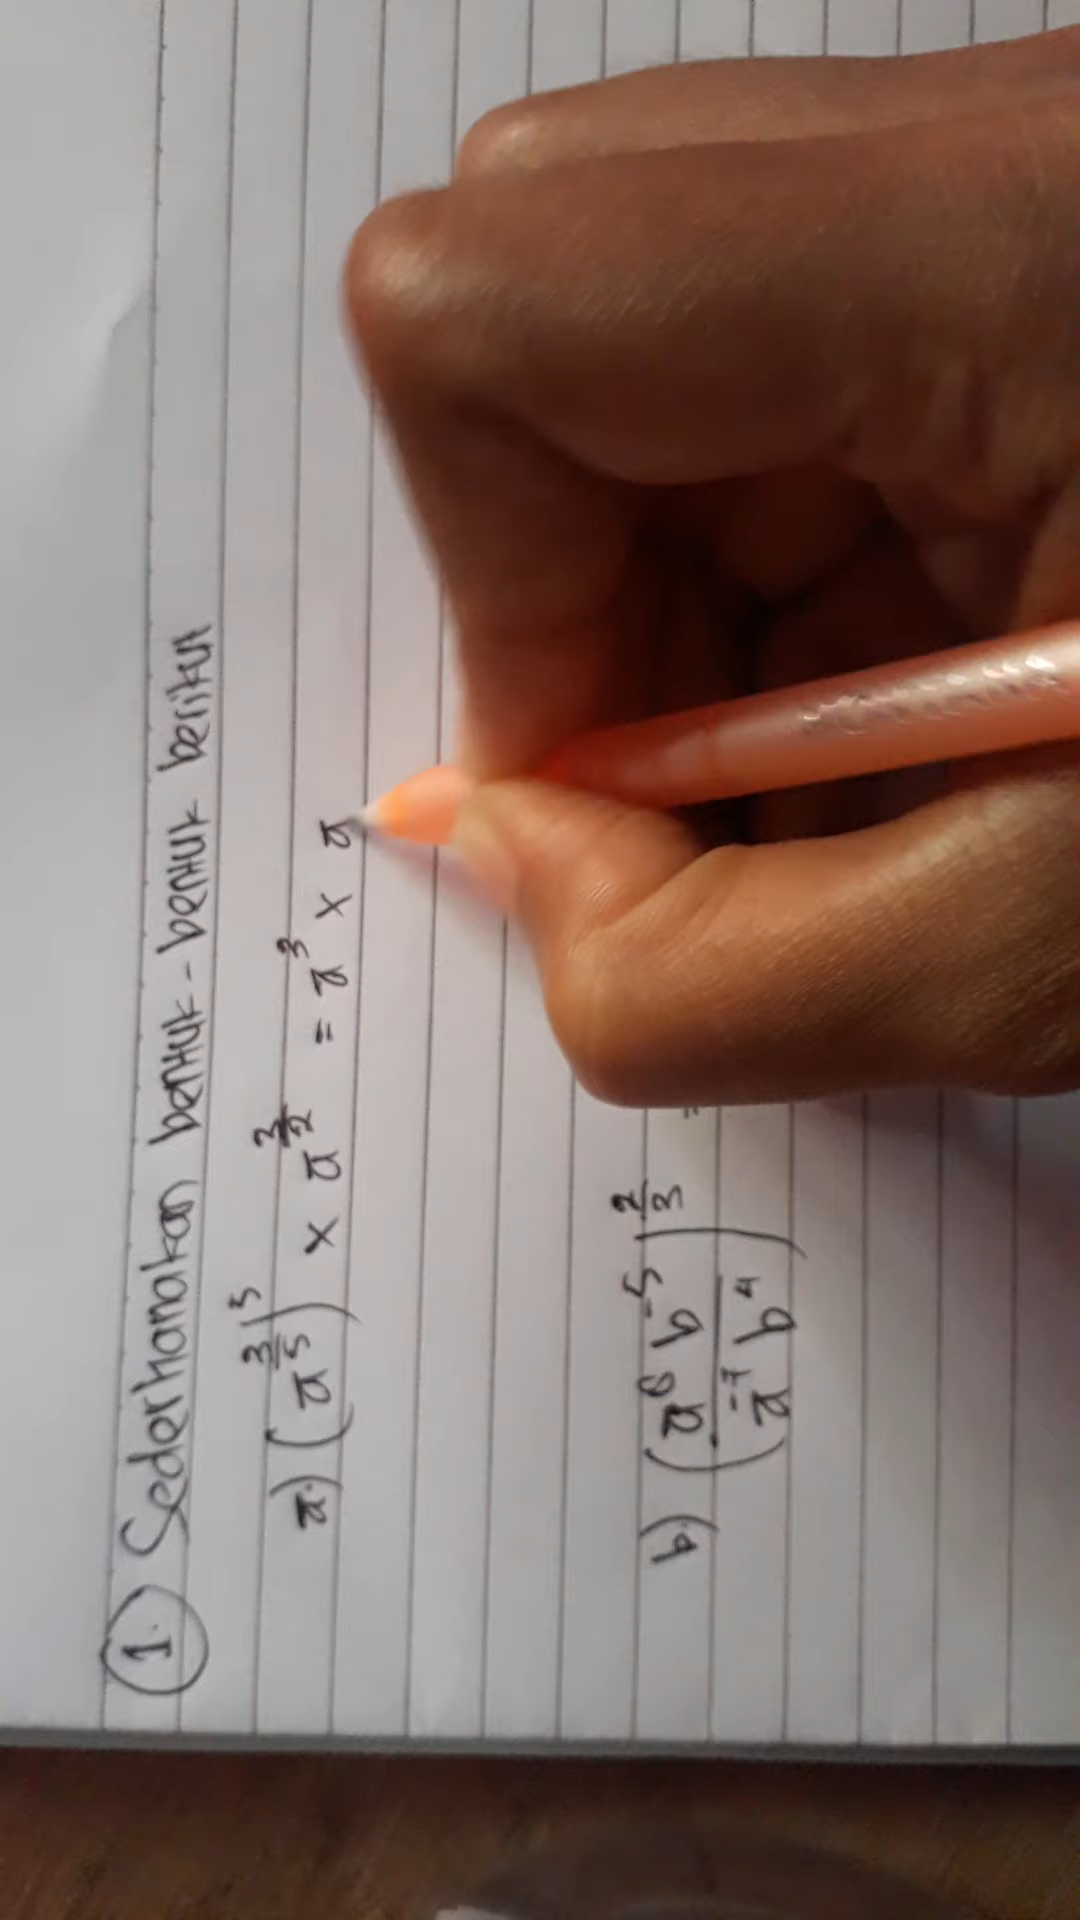 1. Sederhanakan bentuk-bentuk berikut
a.) (a^(3/5))^5 × a^(3/2) = a^3 × a
b.) (a^6 b^-5 / a^-7 b^4)^(2/3) =